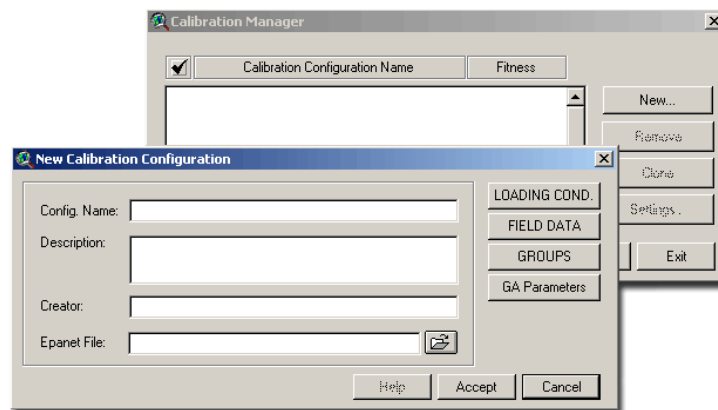 Calibration Manager
Calibration Configuration Name
Fitness
New...
Remove
Clone
Settings.
Exit
New Calibration Configuration
Config. Name:
Description:
Creator:
Epanet File:
LOADING COND.
FIELD DATA
GROUPS
GA Parameters
Help
Accept
Cancel